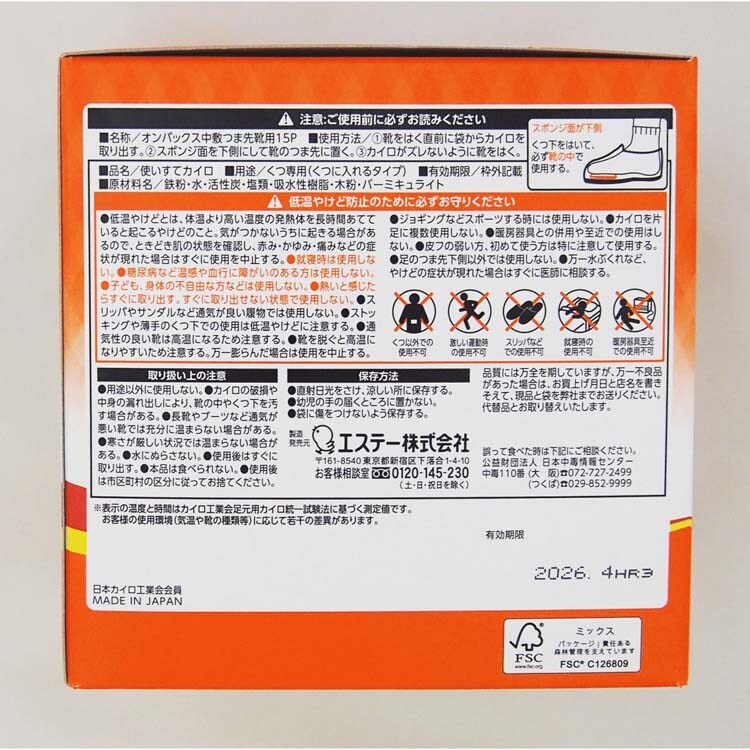 注意:ご使用前に必ずお読みください
■名称/オンパックス中敷つま先靴用15P ■使用方法/①靴をはく直前に袋からカイロを
取り出す。②スポンジ面を下側にして靴のつま先に置く。③カイロがズレないように靴をはく。
スポンジ面が下側
くつ下をはいて、
必ず靴の中で
使用する。
■品名/使いすてカイロ ■用途/くつ専用(くつに入れるタイプ) ■有効期限/枠外記載
■原材料名/鉄粉・水・活性炭・塩類・吸水性樹脂・木粉・バーミキュライト
低温やけど防止のために必ずお守りください
●低温やけどとは、体温より高い温度の発熱体を長時間あてて
いると起こるやけどのこと。気がつかないうちに起きる場合があ
るので、ときどき肌の状態を確認し、赤み・かゆみ・痛みなどの症
状が現れた場合はすぐに使用を中止する。●就寝時は使用しな
い。●糖尿病など温感や血行に障がいのある方は使用しない。
●子ども、身体の不自由な方などは使用しない。●熱いと感じた
らすぐに取り出す。すぐに取り出せない状態で使用しない。●ス
リッパやサンダルなど通気が良い履物では使用しない。●ストッ
キングや薄手のくつ下での使用は低温やけどに注意する。●通
気性の良い靴は高温になるため注意する。●靴を脱ぐと高温に
なりやすいため注意する。万一膨らんだ場合は使用を中止する。
●ジョギングなどスポーツする時には使用しない。●カイロを片
足に複数使用しない。●暖房器具との併用や至近での使用はし
ない。●皮フの弱い方、初めて使う方は特に注意して使用する。
●足のつま先下側以外では使用しない。●万一水ぶくれなど、
やけどの症状が現れた場合はすぐに医師に相談する。
くつ以外での
使用不可
激しい運動時
の使用不可
スリッパなど
での使用不可
就寝時の
使用不可
暖房器具至近
での使用不可
取り扱い上の注意
●用途以外に使用しない。●カイロの破損や
中身の漏れ出しにより、靴の中やくつ下を汚
す場合がある。●長靴やブーツなど通気が
悪い靴では充分に温まらない場合がある。
●寒さが厳しい状況では温まらない場合が
ある。●水にぬらさない。●使用後はすぐに
脱ぐ。●本品は食べられない。●使用後
は市区町村の区分に従ってお捨てください。
保存方法
●直射日光をさけ、涼しい所に保存する。
●幼児の手の届くところに置かない。
●袋に傷をつけないよう保存する。
品質には万全を期していますが、万一不良品
があった場合は、お買上げ月日と店名を書き
そえて、現品と袋を弊社までお送りください。
代替品とお取り替えいたします。
製造
発売元
エステー株式会社
〒161-8540 東京都新宿区下落合1-4-10
お客様相談室 0120-145-230
(土・日・祝日を除く)
誤って食べた時は下記にご相談ください。
公益財団法人 日本中毒情報センター
中毒110番(大 阪)☎072-727-2499
(つくば)☎029-852-9999
※表示の温度と時間はカイロ工業会足元用カイロ統一試験法に基づく測定値です。
お客様の使用環境(気温や靴の種類等)に応じて若干の差異があります。
有効期限
2026. 4HR3
日本カイロ工業会会員
MADE IN JAPAN
FSC
www.fsc.org
ミックス
パッケージ|責任ある
森林管理を支えています
FSC® C126809